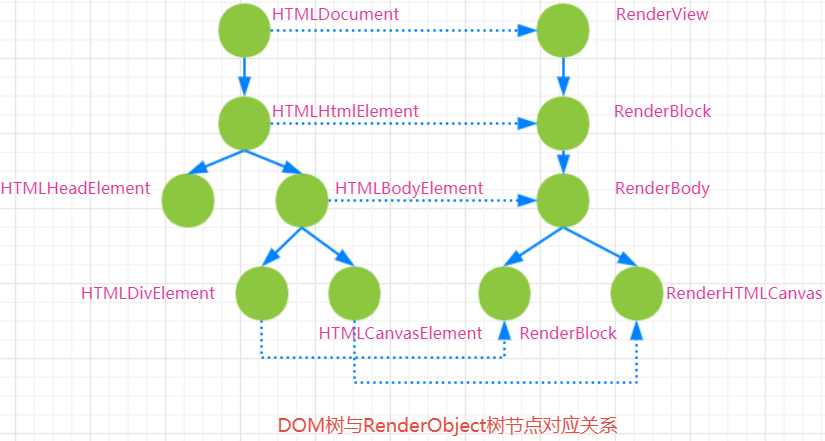 HTMLDocument
RenderView
HTMLHtmlElement
RenderBlock
HTMLHeadElement
HTMLBodyElement
RenderBody
HTMLDivElement
RenderHTMLCanvas
HTMLCanvasElement
RenderBlock
DOM树与RenderObject树节点对应关系